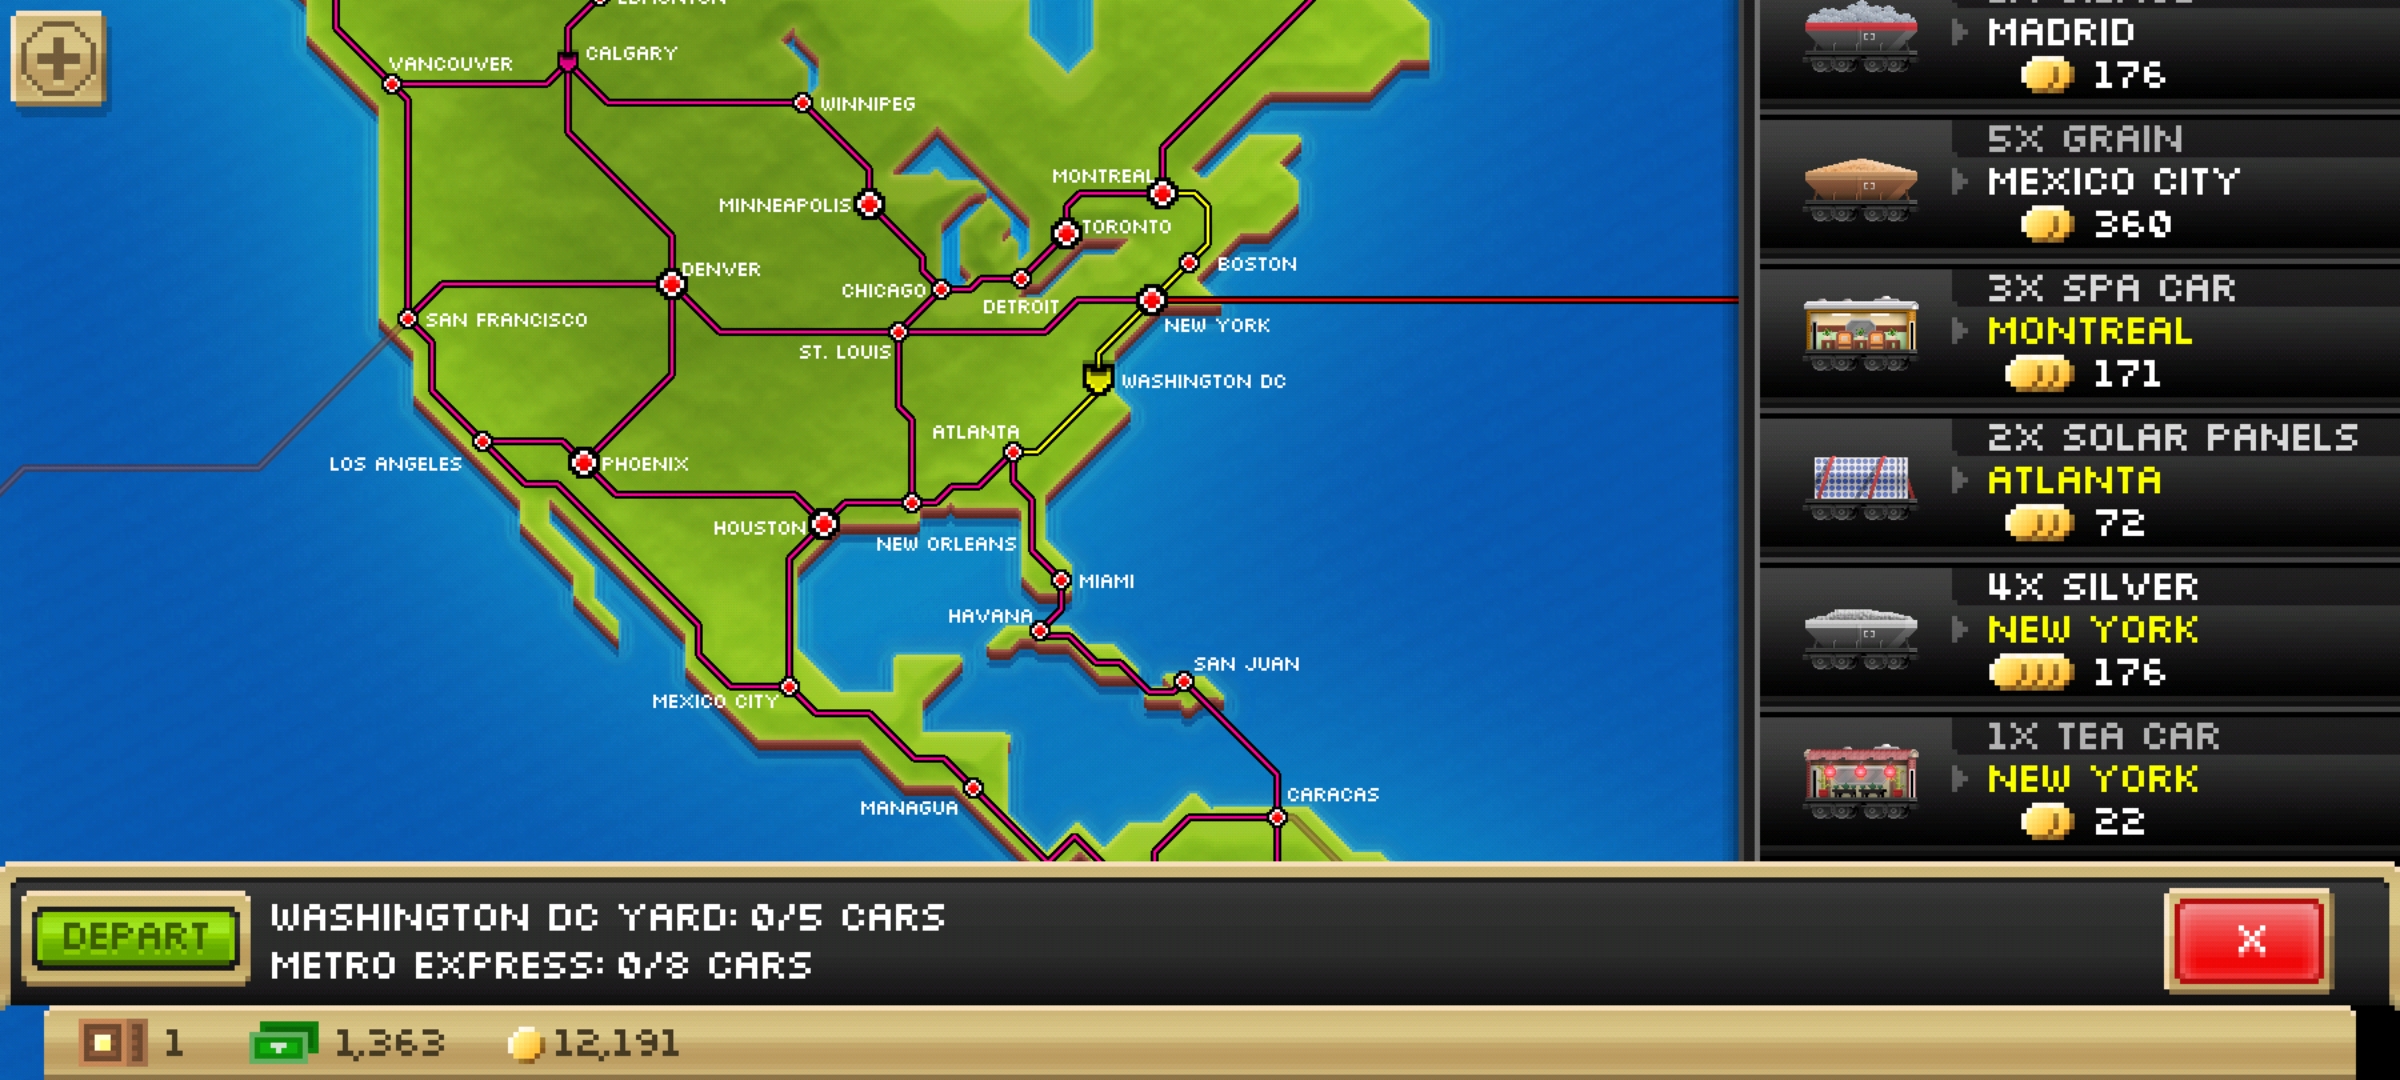 EDMONTON
CALGARY
VANCOUVER
WINNIPEG
MONTREAL
MINNEAPOLIS
TORONTO
BOSTON
DENVER
CHICAGO
DETROIT
SAN FRANCISCO
NEW YORK
ST. LOUIS
WASHINGTON DC
ATLANTA
LOS ANGELES
PHOENIX
HOUSTON
NEW ORLEANS
MIAMI
HAVANA
SAN JUAN
MEXICO CITY
CARACAS
MANAGUA
MADRID
176
5X GRAIN
MEXICO CITY
360
3X SPA CAR
MONTREAL
171
2X SOLAR PANELS
ATLANTA
72
4X SILVER
NEW YORK
176
1X TEA CAR
NEW YORK
22
DEPART
WASHINGTON DC YARD: 0/5 CARS
METRO EXPRESS: 0/8 CARS
X
1
1,363
12,191